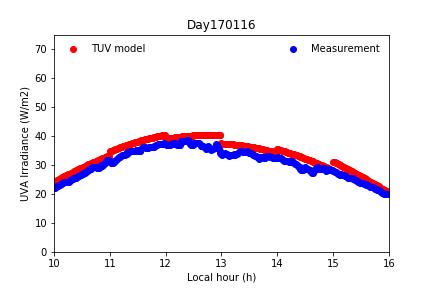 Day170116
TUV model
Measurement
UVA Irradiance (W/m2)
70
60
50
40
30
20
10
0
10 11 12 13 14 15 16
Local hour (h)